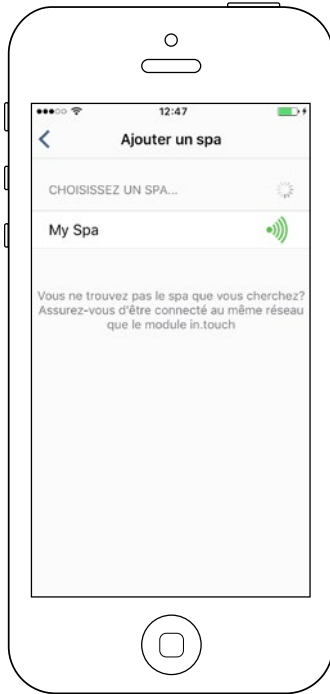 12:47
Ajouter un spa
CHOISISSEZ UN SPA...
My Spa
Vous ne trouvez pas le spa que vous cherchez?
Assurez-vous d'être connecté au même réseau
que le module in.touch